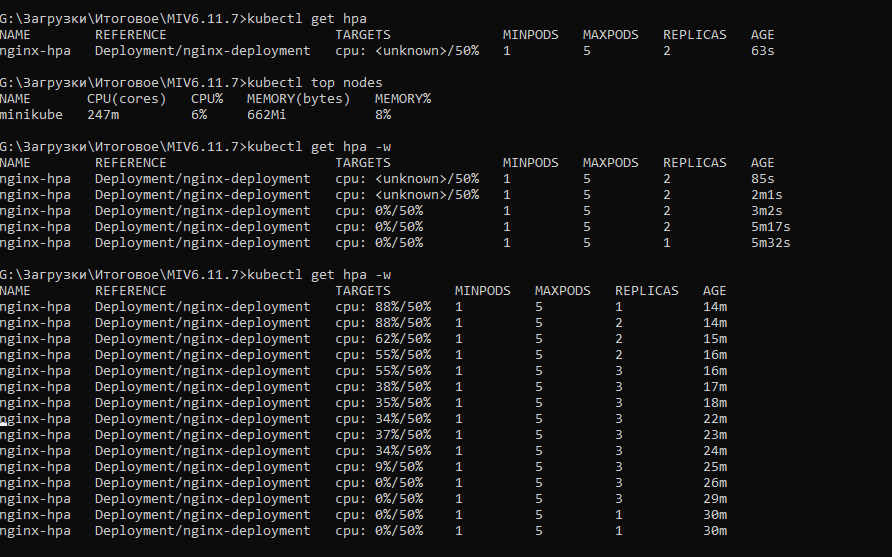 G:\Загрузки\Итоговое\MIV6.11.7>kubectl get hpa
NAME REFERENCE TARGETS MINPODS MAXPODS REPLICAS AGE
nginx-hpa Deployment/nginx-deployment cpu: <unknown>/50% 1 5 2 63s
G:\Загрузки\Итоговое\MIV6.11.7>kubectl top nodes
NAME CPU(cores) CPU% MEMORY(bytes) MEMORY%
minikube 247m 6% 662Mi 8%
G:\Загрузки\Итоговое\MIV6.11.7>kubectl get hpa -w
NAME REFERENCE TARGETS MINPODS MAXPODS REPLICAS AGE
nginx-hpa Deployment/nginx-deployment cpu: <unknown>/50% 1 5 2 85s
nginx-hpa Deployment/nginx-deployment cpu: <unknown>/50% 1 5 2 2m1s
nginx-hpa Deployment/nginx-deployment cpu: 0%/50% 1 5 2 3m2s
nginx-hpa Deployment/nginx-deployment cpu: 0%/50% 1 5 2 5m17s
nginx-hpa Deployment/nginx-deployment cpu: 0%/50% 1 5 1 5m32s
G:\Загрузки\Итоговое\MIV6.11.7>kubectl get hpa -w
NAME REFERENCE TARGETS MINPODS MAXPODS REPLICAS AGE
nginx-hpa Deployment/nginx-deployment cpu: 88%/50% 1 5 1 14m
nginx-hpa Deployment/nginx-deployment cpu: 88%/50% 1 5 2 14m
nginx-hpa Deployment/nginx-deployment cpu: 62%/50% 1 5 2 15m
nginx-hpa Deployment/nginx-deployment cpu: 55%/50% 1 5 2 16m
nginx-hpa Deployment/nginx-deployment cpu: 55%/50% 1 5 3 16m
nginx-hpa Deployment/nginx-deployment cpu: 38%/50% 1 5 3 17m
nginx-hpa Deployment/nginx-deployment cpu: 35%/50% 1 5 3 18m
nginx-hpa Deployment/nginx-deployment cpu: 34%/50% 1 5 3 22m
nginx-hpa Deployment/nginx-deployment cpu: 37%/50% 1 5 3 23m
nginx-hpa Deployment/nginx-deployment cpu: 34%/50% 1 5 3 24m
nginx-hpa Deployment/nginx-deployment cpu: 9%/50% 1 5 3 25m
nginx-hpa Deployment/nginx-deployment cpu: 0%/50% 1 5 3 26m
nginx-hpa Deployment/nginx-deployment cpu: 0%/50% 1 5 3 29m
nginx-hpa Deployment/nginx-deployment cpu: 0%/50% 1 5 1 30m
nginx-hpa Deployment/nginx-deployment cpu: 0%/50% 1 5 1 30m